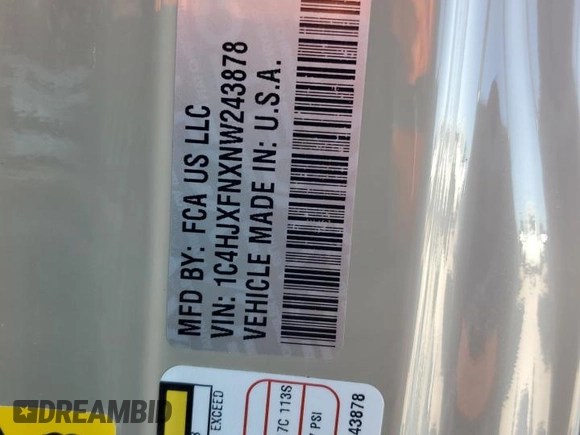 MFD BY: FCA US LLC
VIN: 1C4HJXFNXNW243878
VEHICLE MADE IN: U.S.A.
EXCEED
7C 113S
PSI
43878
DREAMBID